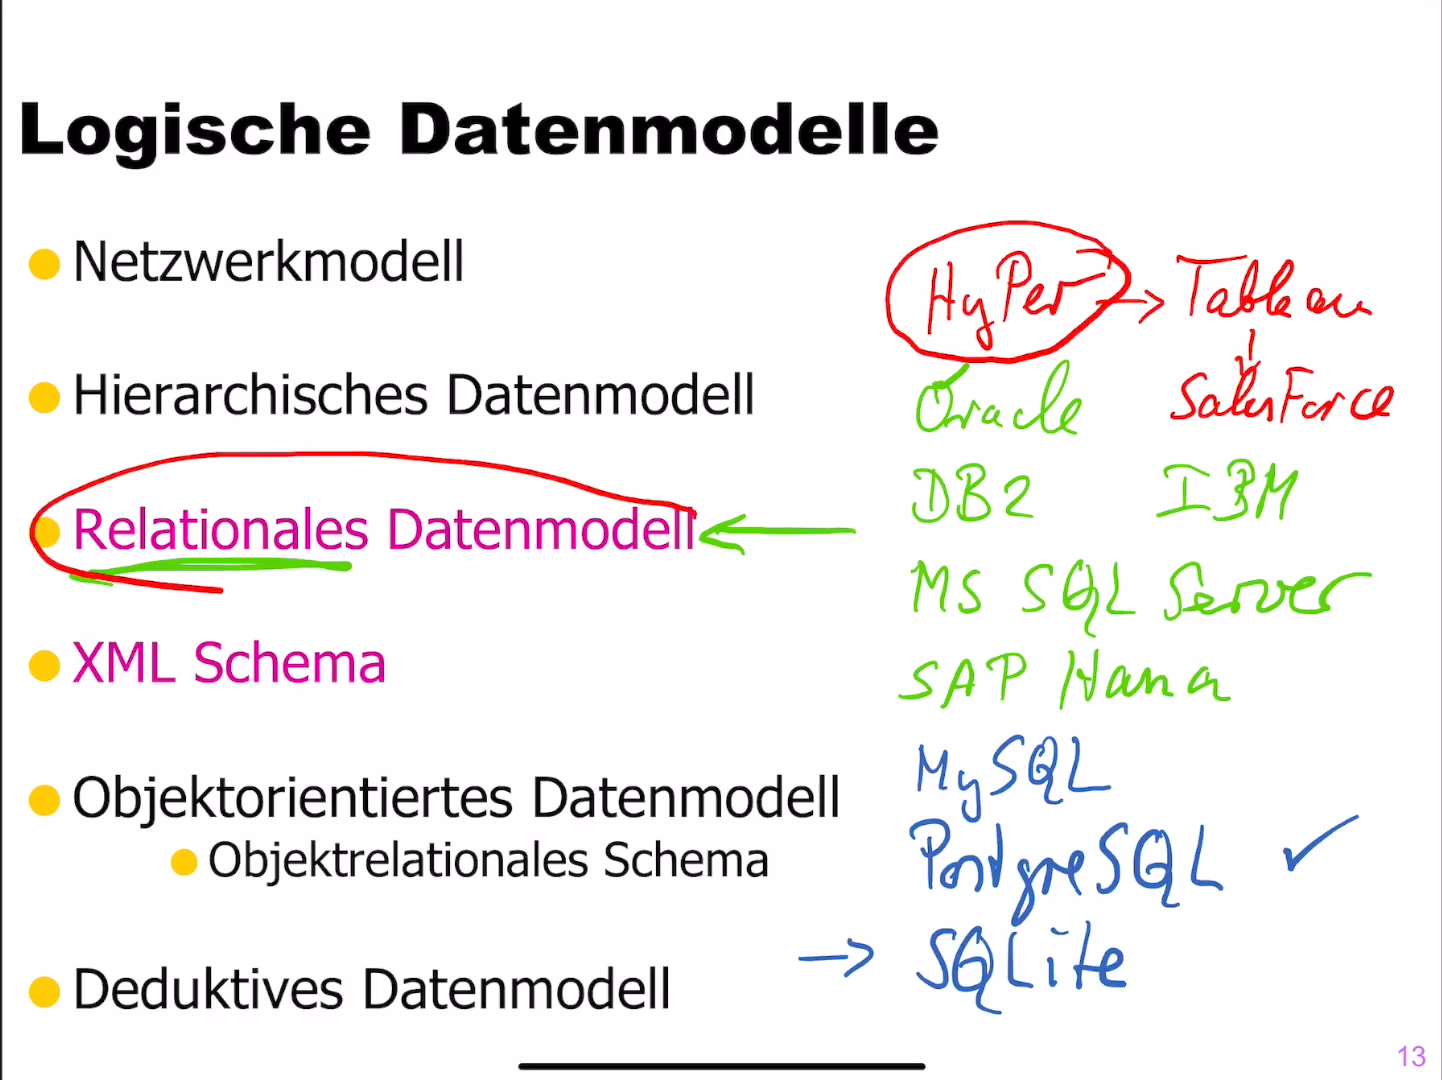 Logische Datenmodelle
Netzwerkmodell
Hierarchisches Datenmodell
Relationales Datenmodell
XML Schema
Objektorientiertes Datenmodell
Objektrelationales Schema
Deduktives Datenmodell
HyPer → Tableau
Oracle SalesForce
DB2 IBM
MS SQL Server
SAP Hana
MySQL
PostgreSQL ✓
→ SQLite
13